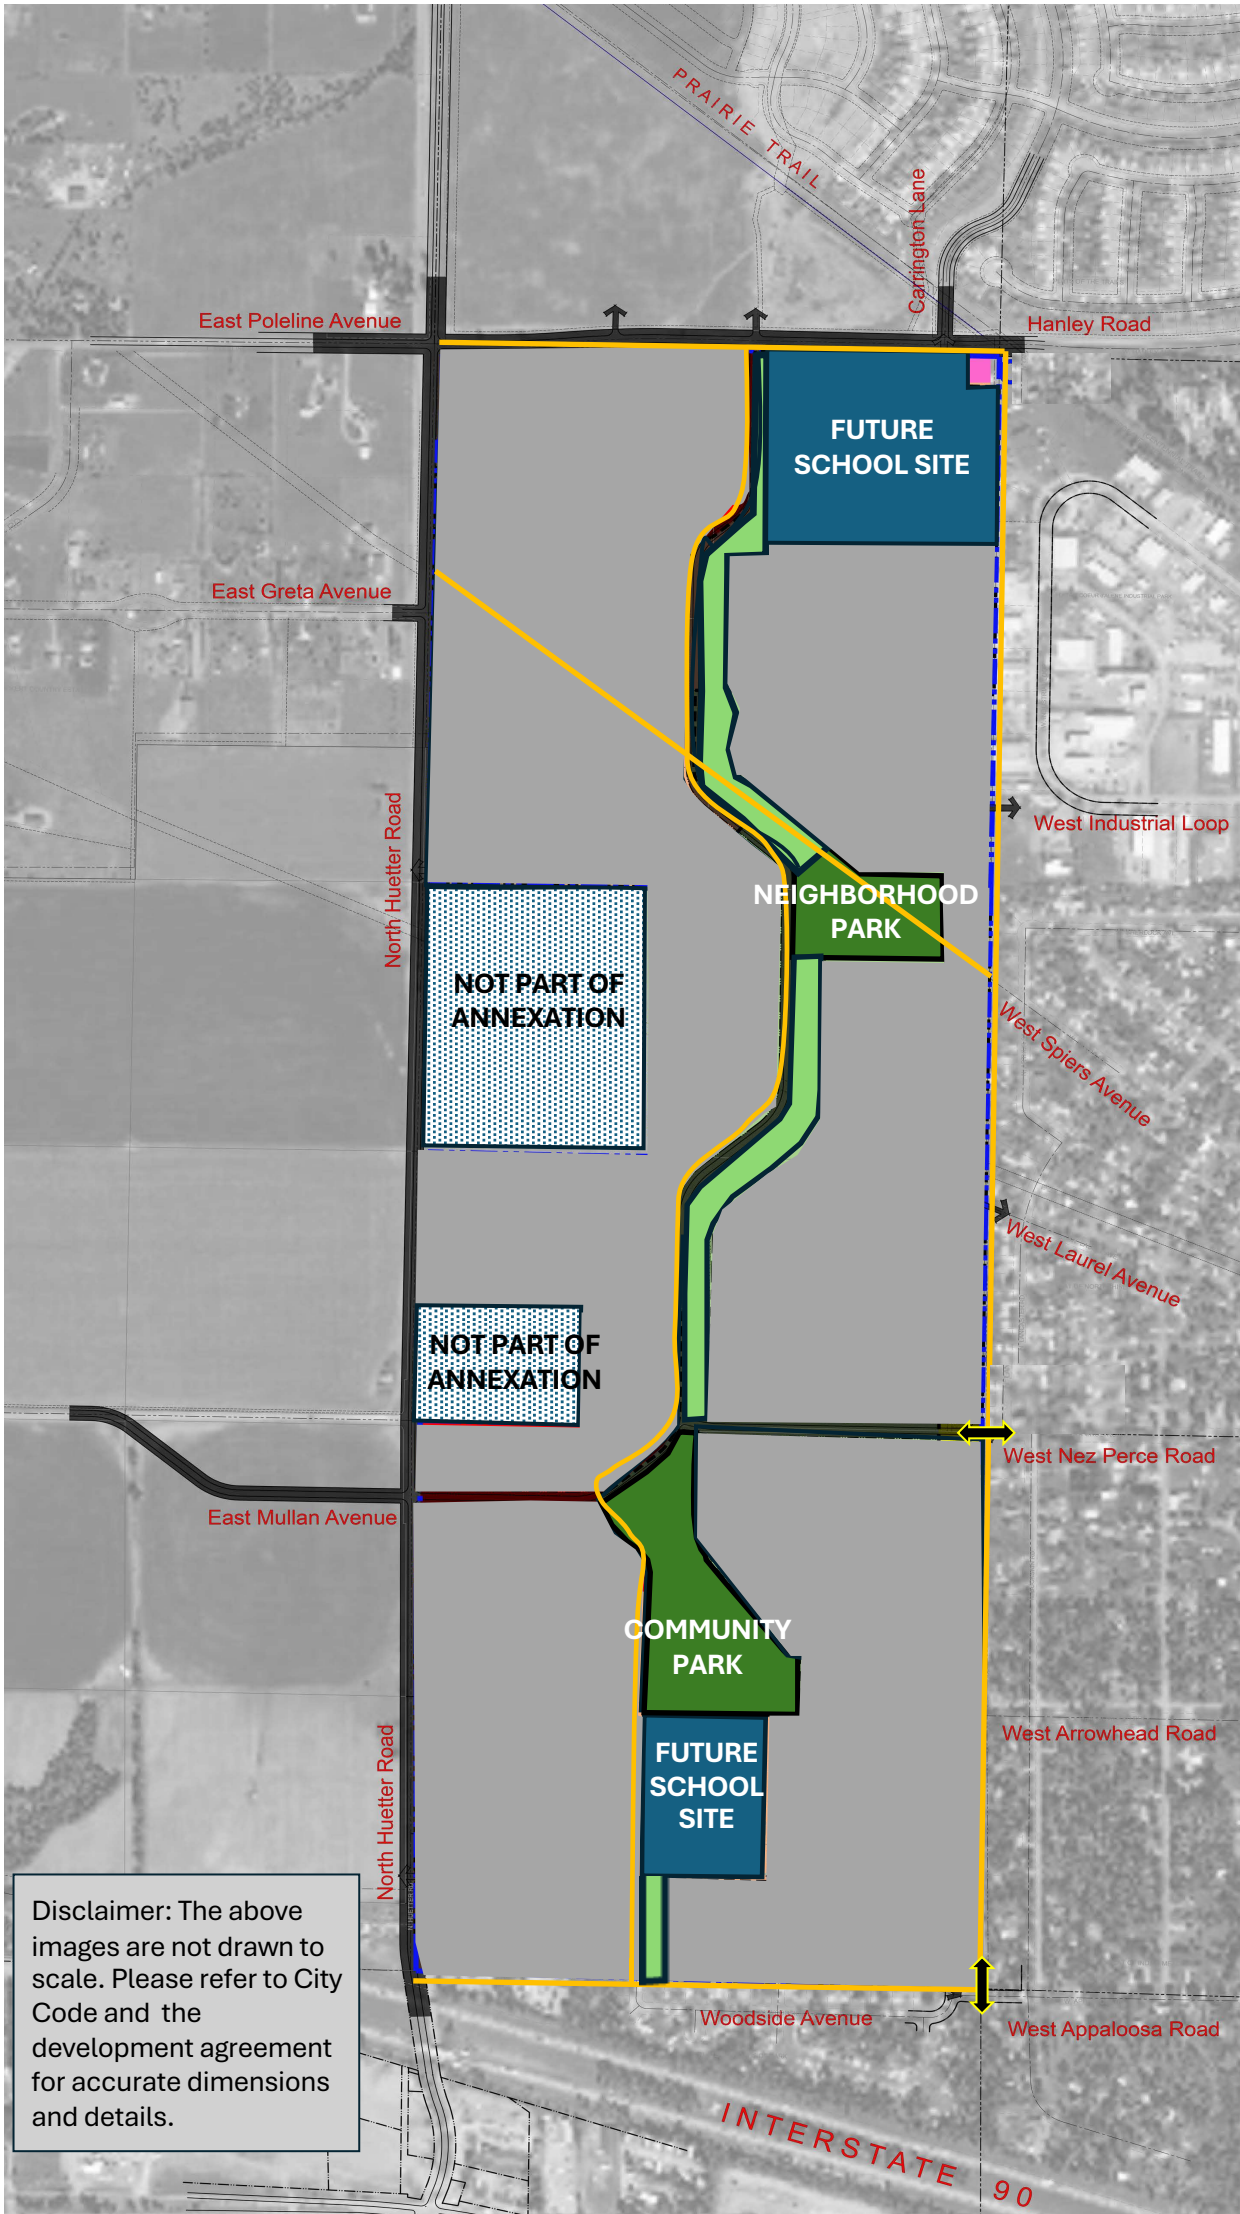 PRAIRIE TRAIL
Carrington Lane
East Poleline Avenue
Hanley Road
FUTURE
SCHOOL SITE
East Greta Avenue
West Industrial Loop
North Huetter Road
NEIGHBORHOOD
PARK
NOT PART OF
ANNEXATION
West Spiers Avenue
West Laurel Avenue
NOT PART OF
ANNEXATION
West Nez Perce Road
East Mullan Avenue
COMMUNITY
PARK
West Arrowhead Road
FUTURE
SCHOOL
SITE
North Huetter Road
Disclaimer: The above
images are not drawn to
scale. Please refer to City
Code and the
development agreement
for accurate dimensions
and details.
Woodside Avenue
West Appaloosa Road
INTERSTATE 90